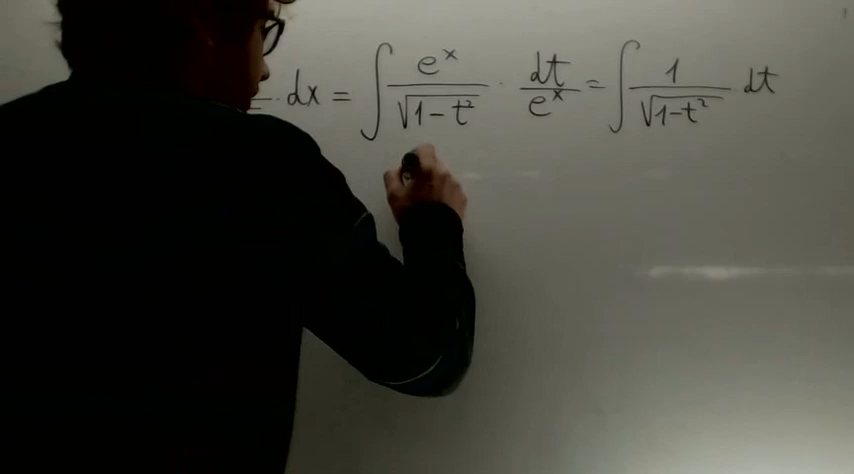 · dx = ∫ e^x / √(1 - t²) · dt / e^x = ∫ 1 / √(1 - t²) dt